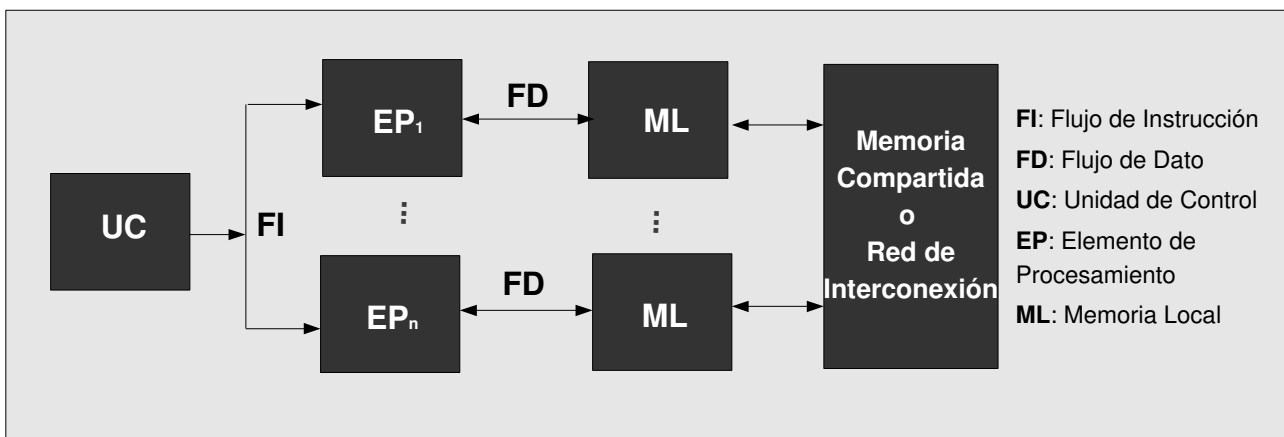 UC
FI
EP1
FD
ML
⋮
⋮
EPn
FD
ML
Memoria
Compartida
o
Red de
Interconexión
FI: Flujo de Instrucción
FD: Flujo de Dato
UC: Unidad de Control
EP: Elemento de
Procesamiento
ML: Memoria Local